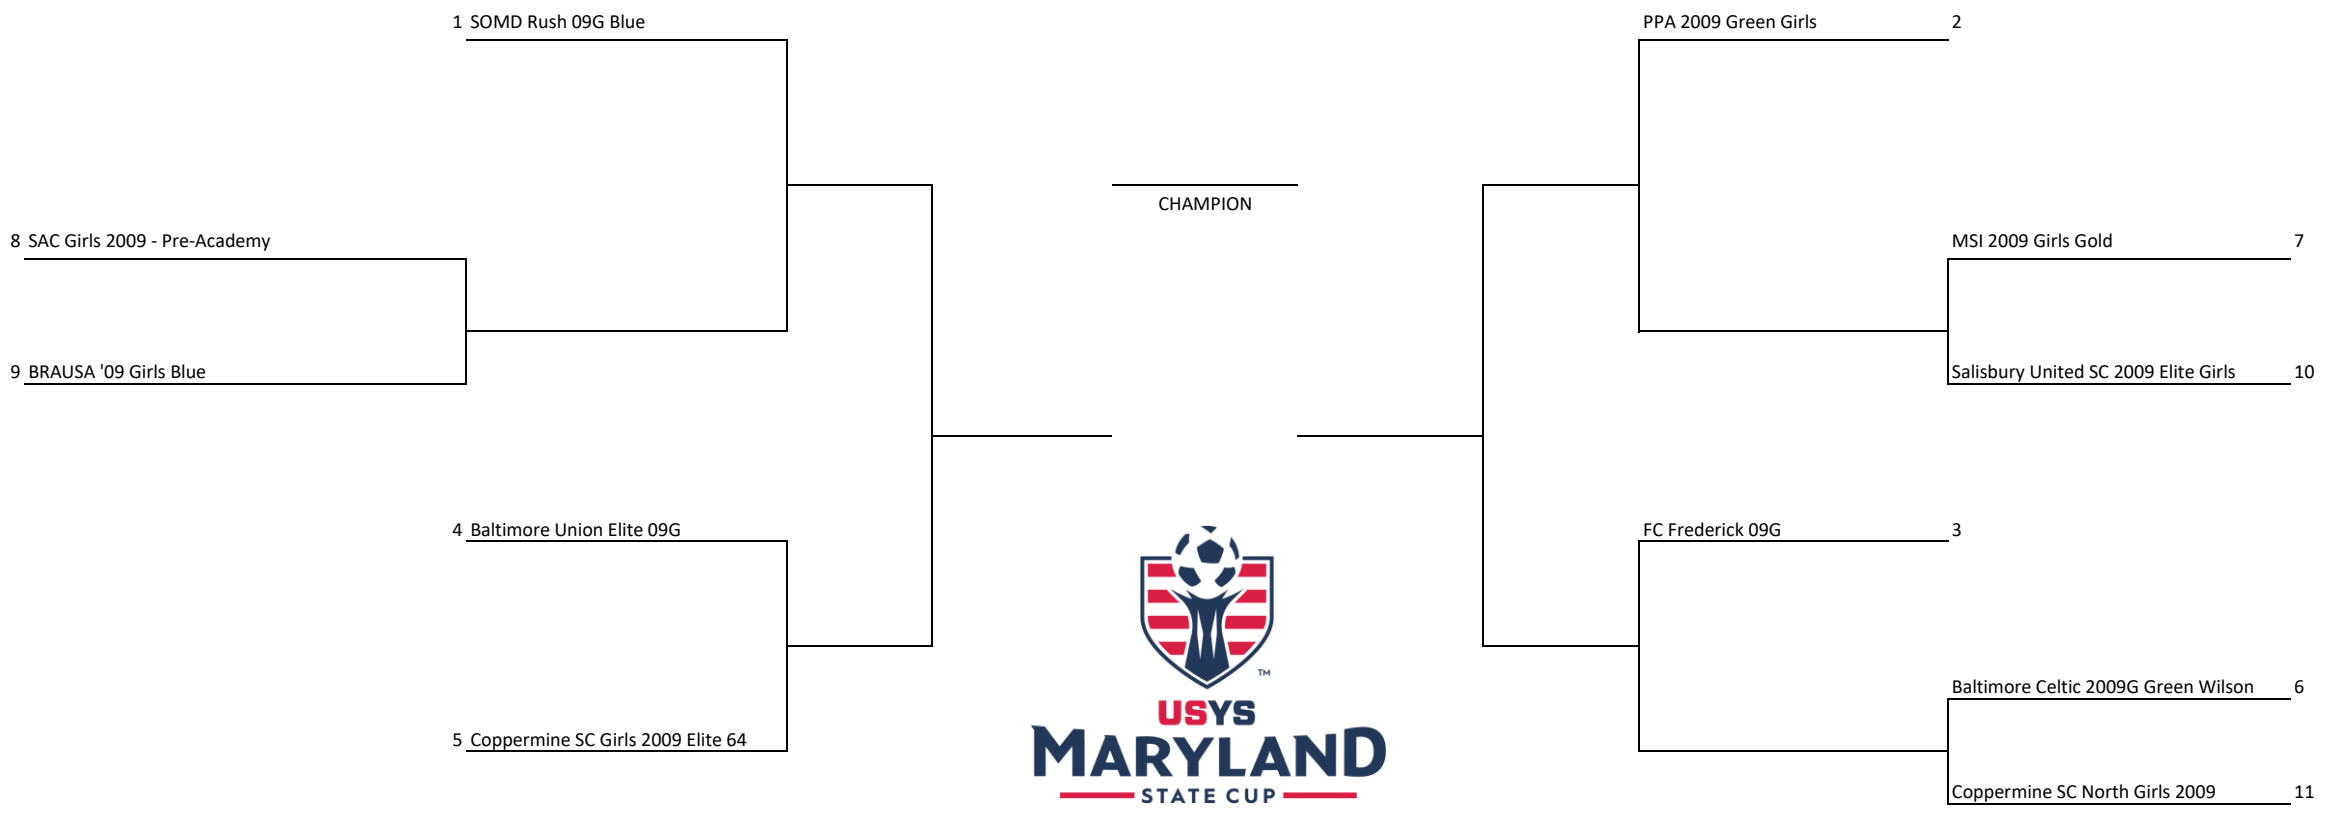 1 SOMD Rush 09G Blue
PPA 2009 Green Girls 2
CHAMPION
8 SAC Girls 2009 - Pre-Academy
MSI 2009 Girls Gold 7
9 BRAUSA '09 Girls Blue
Salisbury United SC 2009 Elite Girls 10
4 Baltimore Union Elite 09G
FC Frederick 09G 3
TM
Baltimore Celtic 2009G Green Wilson 6
USYS
5 Coppermine SC Girls 2009 Elite 64
MARYLAND
STATE CUP
Coppermine SC North Girls 2009 11